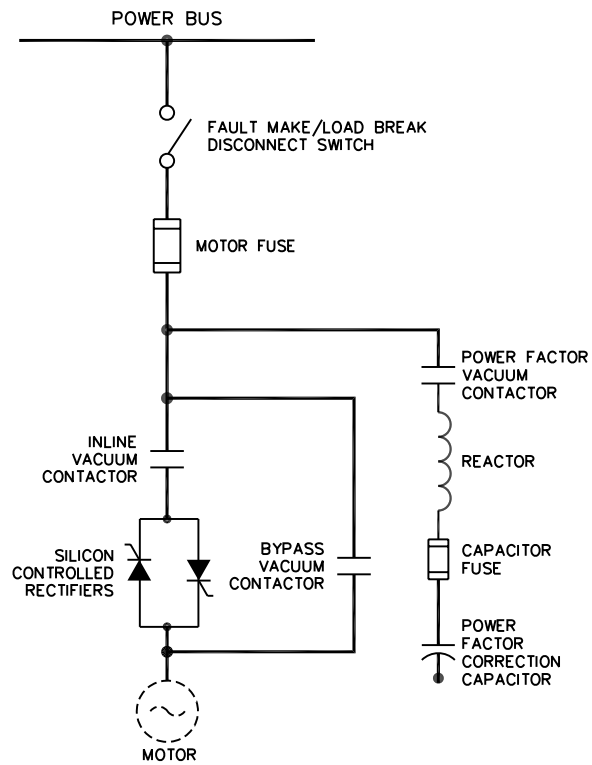 POWER BUS
FAULT MAKE/LOAD BREAK
DISCONNECT SWITCH
MOTOR FUSE
POWER FACTOR
VACUUM
CONTACTOR
INLINE
VACUUM
CONTACTOR
REACTOR
SILICON
CONTROLLED
RECTIFIERS
BYPASS
VACUUM
CONTACTOR
CAPACITOR
FUSE
POWER
FACTOR
CORRECTION
CAPACITOR
MOTOR